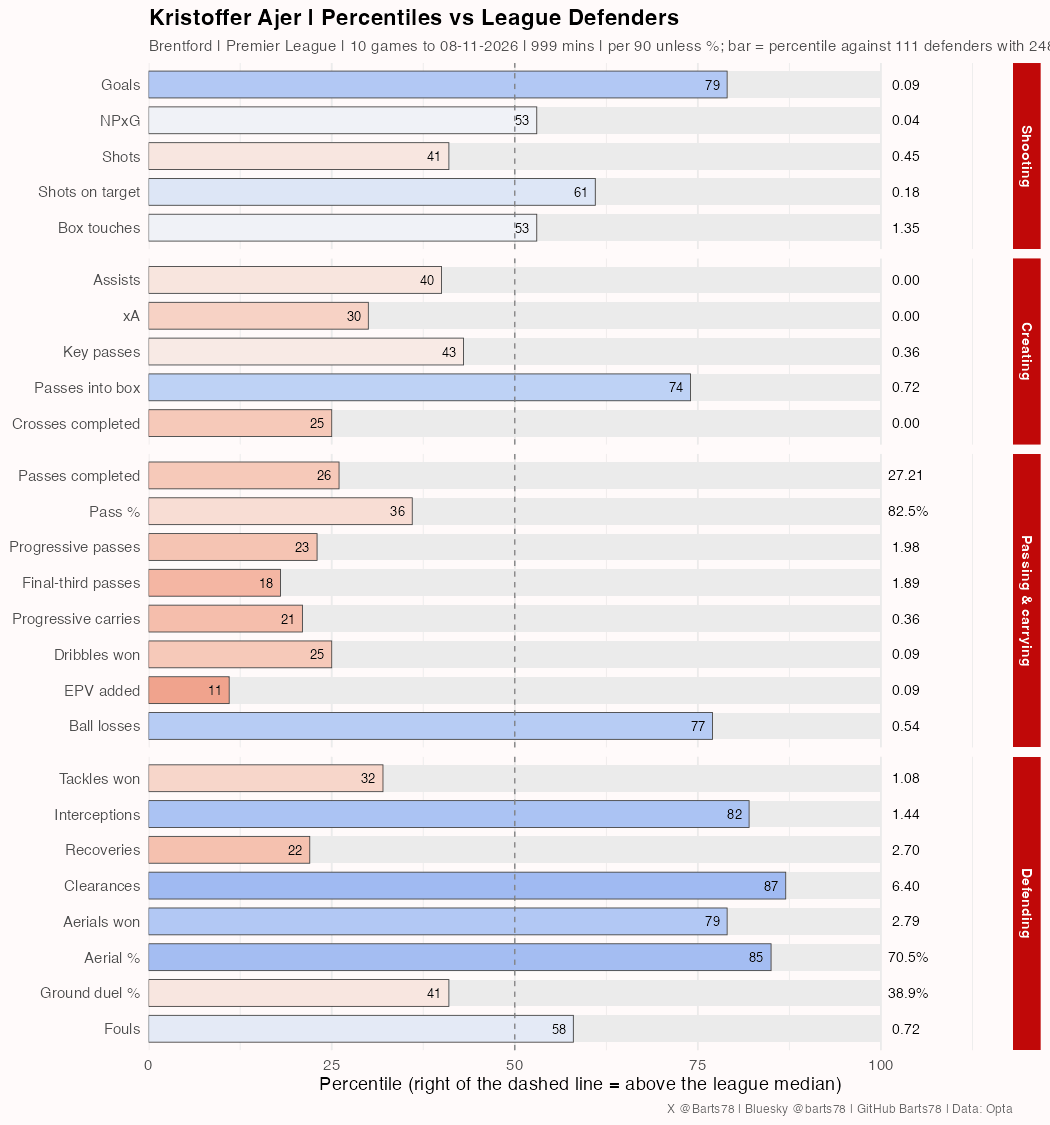 Kristoffer Ajer | Percentiles vs League Defenders
Brentford | Premier League | 10 games to 08-11-2026 | 999 mins | per 90 unless %; bar = percentile against 111 defenders with 248
Goals 79 0.09
NPxG 53 0.04
Shots 41 0.45
Shots on target 61 0.18
Box touches 53 1.35
Shooting
Assists 40 0.00
xA 30 0.00
Key passes 43 0.36
Passes into box 74 0.72
Crosses completed 25 0.00
Creating
Passes completed 26 27.21
Pass % 36 82.5%
Progressive passes 23 1.98
Final-third passes 18 1.89
Progressive carries 21 0.36
Dribbles won 25 0.09
EPV added 11 0.09
Ball losses 77 0.54
Passing & carrying
Tackles won 32 1.08
Interceptions 82 1.44
Recoveries 22 2.70
Clearances 87 6.40
Aerials won 79 2.79
Aerial % 85 70.5%
Ground duel % 41 38.9%
Fouls 58 0.72
Defending
0 25 50 75 100
Percentile (right of the dashed line = above the league median)
X @Barts78 | Bluesky @barts78 | GitHub Barts78 | Data: Opta